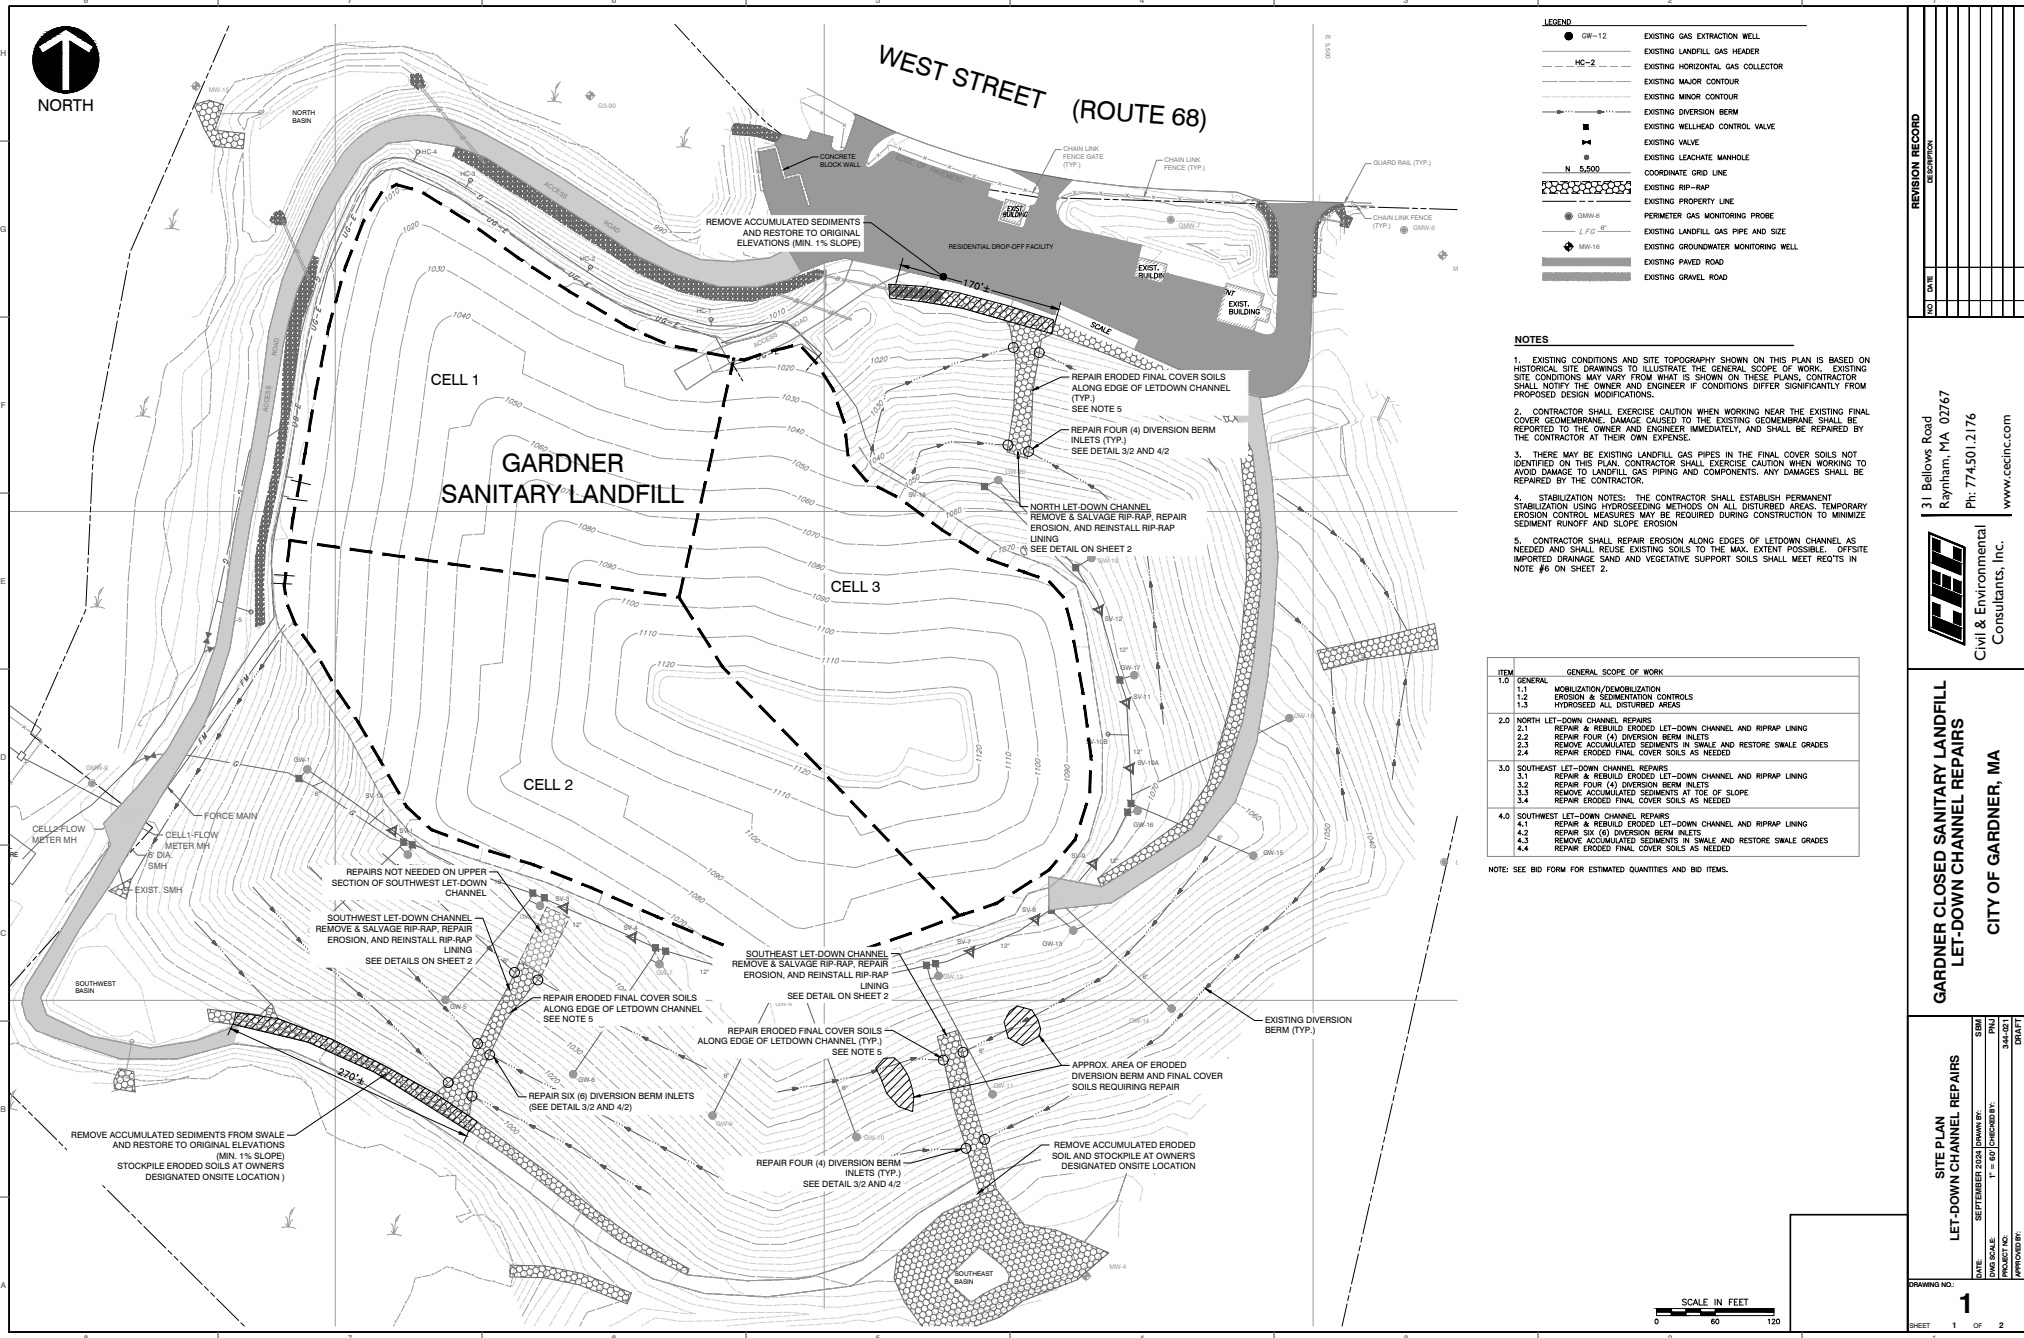 NORTH
WEST STREET (ROUTE 68)
NORTH
BASIN
CONCRETE
BLOCK WALL
CHAIN LINK
FENCE GATE
(TYP.)
CHAIN LINK
FENCE (TYP.)
GUARD RAIL (TYP.)
CHAIN LINK FENCE
(TYP.)
EDGE OF PAVEMENT
EXIST.
BUILDING
RESIDENTIAL DROP-OFF FACILITY
EXIST.
EXIST.
BUILDING
REMOVE ACCUMULATED SEDIMENTS
AND RESTORE TO ORIGINAL
ELEVATIONS (MIN. 1% SLOPE)
170'±
SCALE
ACCESS
ROAD
HC-4
HC-3
HC-2
HC-1
UG-E
CELL 1
GARDNER
SANITARY LANDFILL
CELL 3
CELL 2
REPAIR ERODED FINAL COVER SOILS
ALONG EDGE OF LETDOWN CHANNEL
(TYP.)
SEE NOTE 5
REPAIR FOUR (4) DIVERSION BERM
INLETS (TYP.)
SEE DETAIL 3/2 AND 4/2
NORTH LET-DOWN CHANNEL
REMOVE & SALVAGE RIP-RAP, REPAIR
EROSION, AND REINSTALL RIP-RAP
LINING
SEE DETAIL ON SHEET 2
FORCE MAIN
CELL2-FLOW
METER MH
CELL1-FLOW
METER MH
6' DIA.
SMH
EXIST. SMH
REPAIRS NOT NEEDED ON UPPER
SECTION OF SOUTHWEST LET-DOWN
CHANNEL
SOUTHWEST LET-DOWN CHANNEL
REMOVE & SALVAGE RIP-RAP, REPAIR
EROSION, AND REINSTALL RIP-RAP
LINING
SEE DETAILS ON SHEET 2
SOUTHWEST
BASIN
REPAIR ERODED FINAL COVER SOILS
ALONG EDGE OF LETDOWN CHANNEL
SEE NOTE 5
SOUTHEAST LET-DOWN CHANNEL
REMOVE & SALVAGE RIP-RAP, REPAIR
EROSION, AND REINSTALL RIP-RAP
LINING
SEE DETAIL ON SHEET 2
REPAIR ERODED FINAL COVER SOILS
ALONG EDGE OF LETDOWN CHANNEL (TYP.)
SEE NOTE 5
EXISTING DIVERSION
BERM (TYP.)
APPROX. AREA OF ERODED
DIVERSION BERM AND FINAL COVER
SOILS REQUIRING REPAIR
270'±
REPAIR SIX (6) DIVERSION BERM INLETS
(SEE DETAIL 3/2 AND 4/2)
REMOVE ACCUMULATED SEDIMENTS FROM SWALE
AND RESTORE TO ORIGINAL ELEVATIONS
(MIN. 1% SLOPE)
STOCKPILE ERODED SOILS AT OWNER'S
DESIGNATED ONSITE LOCATION )
REPAIR FOUR (4) DIVERSION BERM
INLETS (TYP.)
SEE DETAIL 3/2 AND 4/2
REMOVE ACCUMULATED ERODED
SOIL AND STOCKPILE AT OWNER'S
DESIGNATED ONSITE LOCATION
SOUTHEAST
BASIN
MW-4
LEGEND
GW-12 EXISTING GAS EXTRACTION WELL
EXISTING LANDFILL GAS HEADER
HC-2 EXISTING HORIZONTAL GAS COLLECTOR
EXISTING MAJOR CONTOUR
EXISTING MINOR CONTOUR
EXISTING DIVERSION BERM
EXISTING WELLHEAD CONTROL VALVE
EXISTING VALVE
EXISTING LEACHATE MANHOLE
N 5,500 COORDINATE GRID LINE
EXISTING RIP-RAP
EXISTING PROPERTY LINE
GMW-6 PERIMETER GAS MONITORING PROBE
LFG 6" EXISTING LANDFILL GAS PIPE AND SIZE
MW-16 EXISTING GROUNDWATER MONITORING WELL
EXISTING PAVED ROAD
EXISTING GRAVEL ROAD
NOTES
1. EXISTING CONDITIONS AND SITE TOPOGRAPHY SHOWN ON THIS PLAN IS BASED ON
HISTORICAL SITE DRAWINGS TO ILLUSTRATE THE GENERAL SCOPE OF WORK. EXISTING
SITE CONDITIONS MAY VARY FROM WHAT IS SHOWN ON THESE PLANS, CONTRACTOR
SHALL NOTIFY THE OWNER AND ENGINEER IF CONDITIONS DIFFER SIGNIFICANTLY FROM
PROPOSED DESIGN MODIFICATIONS.
2. CONTRACTOR SHALL EXERCISE CAUTION WHEN WORKING NEAR THE EXISTING FINAL
COVER GEOMEMBRANE. DAMAGE CAUSED TO THE EXISTING GEOMEMBRANE SHALL BE
REPORTED TO THE OWNER AND ENGINEER IMMEDIATELY, AND SHALL BE REPAIRED BY
THE CONTRACTOR AT THEIR OWN EXPENSE.
3. THERE MAY BE EXISTING LANDFILL GAS PIPES IN THE FINAL COVER SOILS NOT
IDENTIFIED ON THIS PLAN. CONTRACTOR SHALL EXERCISE CAUTION WHEN WORKING TO
AVOID DAMAGE TO LANDFILL GAS PIPING AND COMPONENTS. ANY DAMAGES SHALL BE
REPAIRED BY THE CONTRACTOR.
4. STABILIZATION NOTES: THE CONTRACTOR SHALL ESTABLISH PERMANENT
STABILIZATION USING HYDROSEEDING METHODS ON ALL DISTURBED AREAS. TEMPORARY
EROSION CONTROL MEASURES MAY BE REQUIRED DURING CONSTRUCTION TO MINIMIZE
SEDIMENT RUNOFF AND SLOPE EROSION
5. CONTRACTOR SHALL REPAIR EROSION ALONG EDGES OF LETDOWN CHANNEL AS
NEEDED AND SHALL REUSE EXISTING SOILS TO THE MAX. EXTENT POSSIBLE. OFFSITE
IMPORTED DRAINAGE SAND AND VEGETATIVE SUPPORT SOILS SHALL MEET REQ'TS IN
NOTE #6 ON SHEET 2.
ITEM GENERAL SCOPE OF WORK
1.0 GENERAL
1.1 MOBILIZATION/DEMOBILIZATION
1.2 EROSION & SEDIMENTATION CONTROLS
1.3 HYDROSEED ALL DISTURBED AREAS
2.0 NORTH LET-DOWN CHANNEL REPAIRS
2.1 REPAIR & REBUILD ERODED LET-DOWN CHANNEL AND RIPRAP LINING
2.2 REPAIR FOUR (4) DIVERSION BERM INLETS
2.3 REMOVE ACCUMULATED SEDIMENTS IN SWALE AND RESTORE SWALE GRADES
2.4 REPAIR ERODED FINAL COVER SOILS AS NEEDED
3.0 SOUTHEAST LET-DOWN CHANNEL REPAIRS
3.1 REPAIR & REBUILD ERODED LET-DOWN CHANNEL AND RIPRAP LINING
3.2 REPAIR FOUR (4) DIVERSION BERM INLETS
3.3 REMOVE ACCUMULATED SEDIMENTS AT TOE OF SLOPE
3.4 REPAIR ERODED FINAL COVER SOILS AS NEEDED
4.0 SOUTHWEST LET-DOWN CHANNEL REPAIRS
4.1 REPAIR & REBUILD ERODED LET-DOWN CHANNEL AND RIPRAP LINING
4.2 REPAIR SIX (6) DIVERSION BERM INLETS
4.3 REMOVE ACCUMULATED SEDIMENTS IN SWALE AND RESTORE SWALE GRADES
4.4 REPAIR ERODED FINAL COVER SOILS AS NEEDED
NOTE: SEE BID FORM FOR ESTIMATED QUANTITIES AND BID ITEMS.
SCALE IN FEET
0 60 120
REVISION RECORD
NO DATE DESCRIPTION
31 Bellows Road
Raynham, MA 02767
Ph: 774.501.2176
www.cecinc.com
CEC
Civil & Environmental
Consultants, Inc.
GARDNER CLOSED SANITARY LANDFILL
LET-DOWN CHANNEL REPAIRS
CITY OF GARDNER, MA
SITE PLAN
LET-DOWN CHANNEL REPAIRS
DATE: SEPTEMBER 2024 DRAWN BY: SBM
DWG SCALE: 1" = 60' CHECKED BY: PNJ
PROJECT NO: 344-021
APPROVED BY: DRAFT
DRAWING NO.:
1
SHEET 1 OF 2